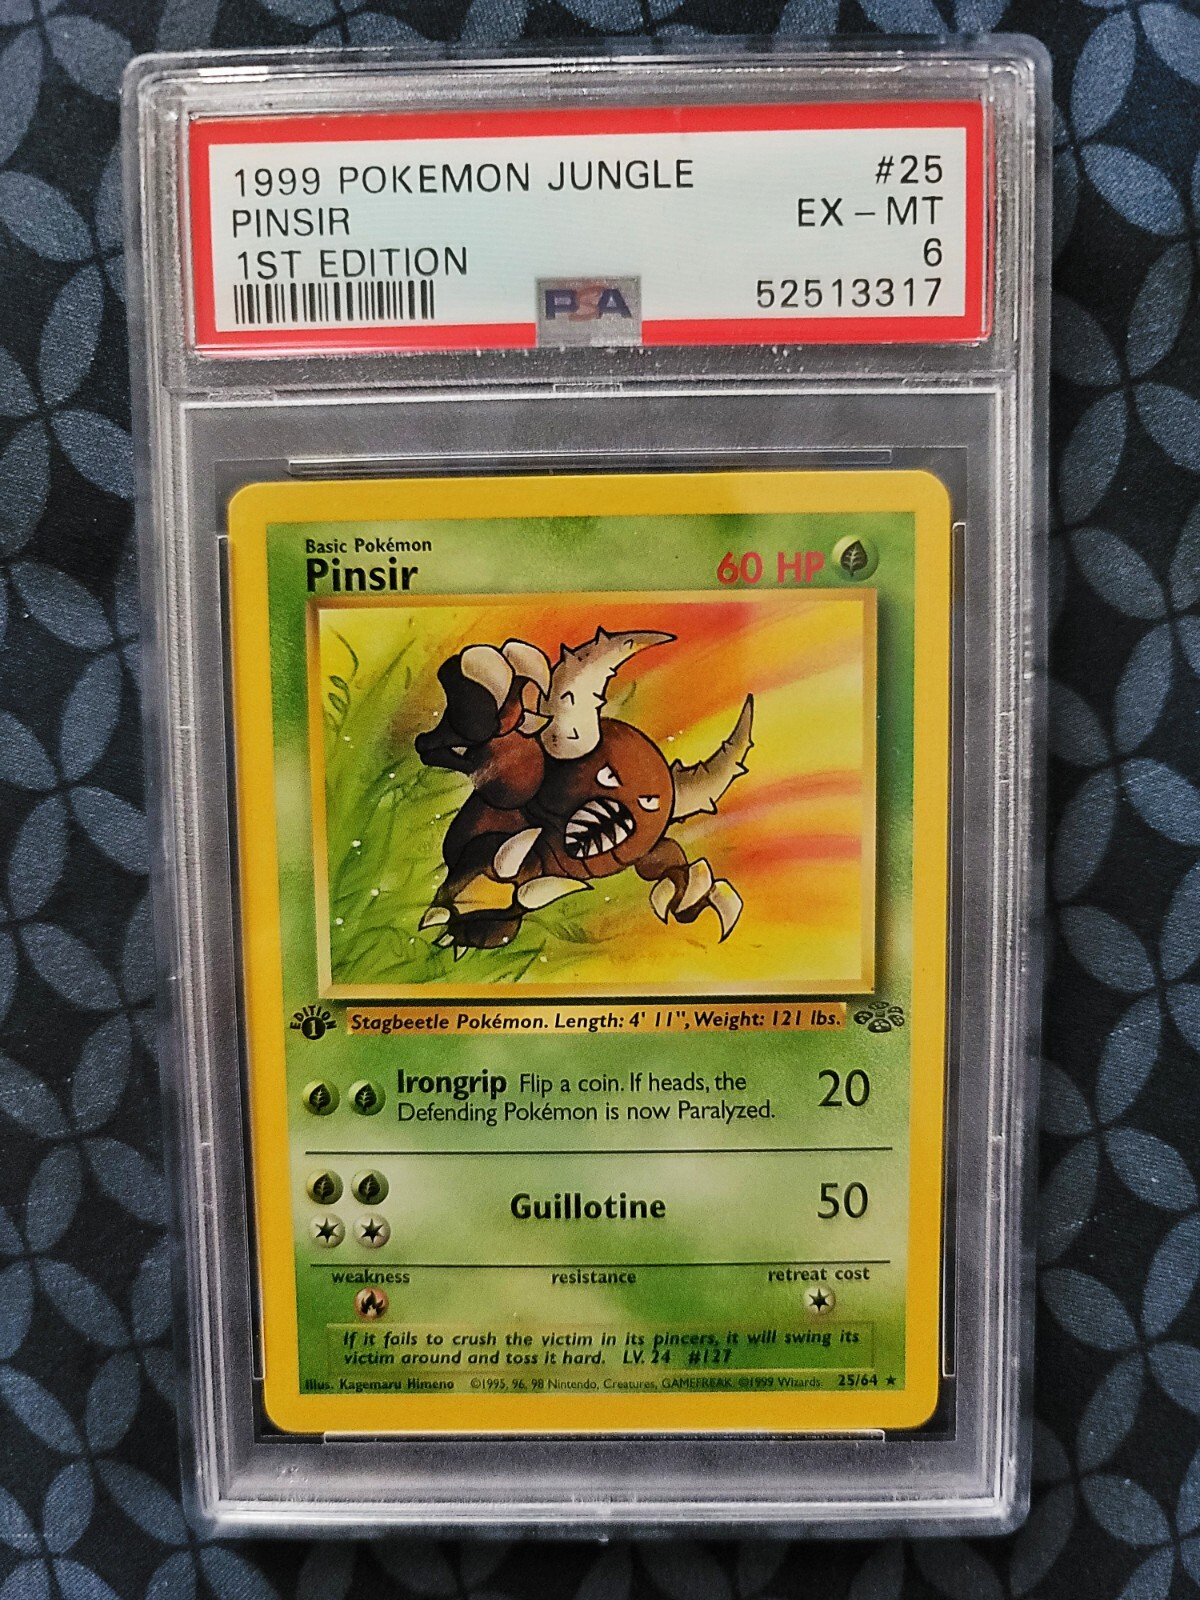 1999 POKEMON JUNGLE #25
PINSIR EX - MT
1ST EDITION 6
52513317
PSA
Basic Pokémon
Pinsir 60 HP
EDITION 1
Stagbeetle Pokémon. Length: 4' 11", Weight: 121 lbs.
Irongrip Flip a coin. If heads, the
Defending Pokémon is now Paralyzed. 20
Guillotine 50
weakness resistance retreat cost
If it fails to crush the victim in its pincers, it will swing its
victim around and toss it hard. LV. 24 #127
Illus. Kagemaru Himeno ©1995, 96, 98 Nintendo, Creatures, GAMEFREAK. ©1999 Wizards. 25/64 ★